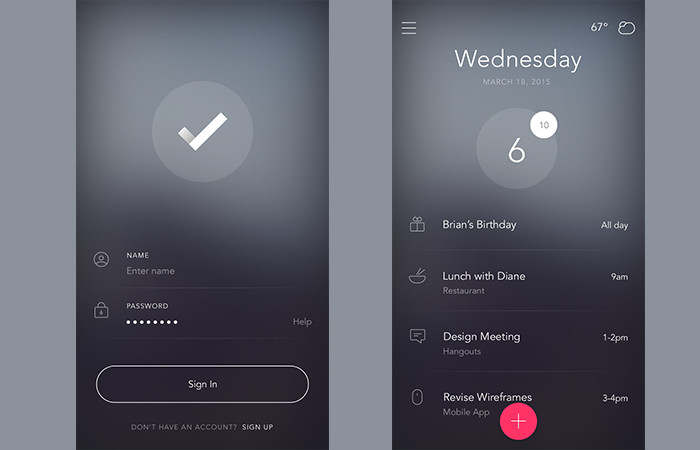 NAME
Enter name
PASSWORD
Help
Sign In
DON'T HAVE AN ACCOUNT? SIGN UP
67°
Wednesday
MARCH 18, 2015
10
6
Brian's Birthday All day
Lunch with Diane 9am
Restaurant
Design Meeting 1-2pm
Hangouts
Revise Wireframes 3-4pm
Mobile App